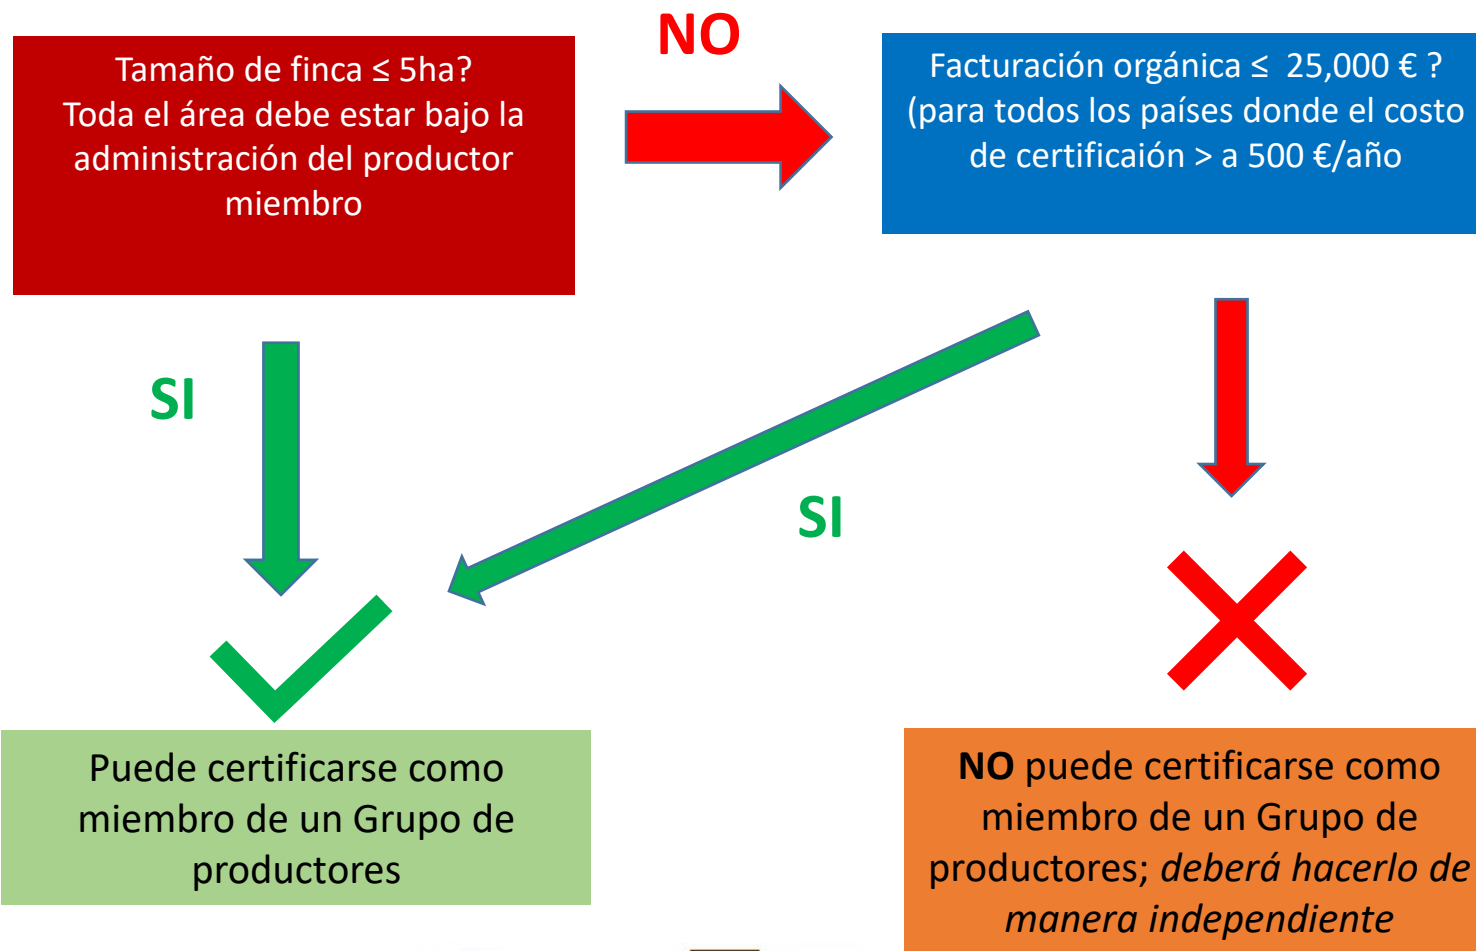 NO
Tamaño de finca ≤ 5ha?
Toda el área debe estar bajo la
administración del productor
miembro
Facturación orgánica ≤ 25,000 € ?
(para todos los países donde el costo
de certificaión > a 500 €/año
SI
SI
Puede certificarse como
miembro de un Grupo de
productores
NO puede certificarse como
miembro de un Grupo de
productores; deberá hacerlo de
manera independiente